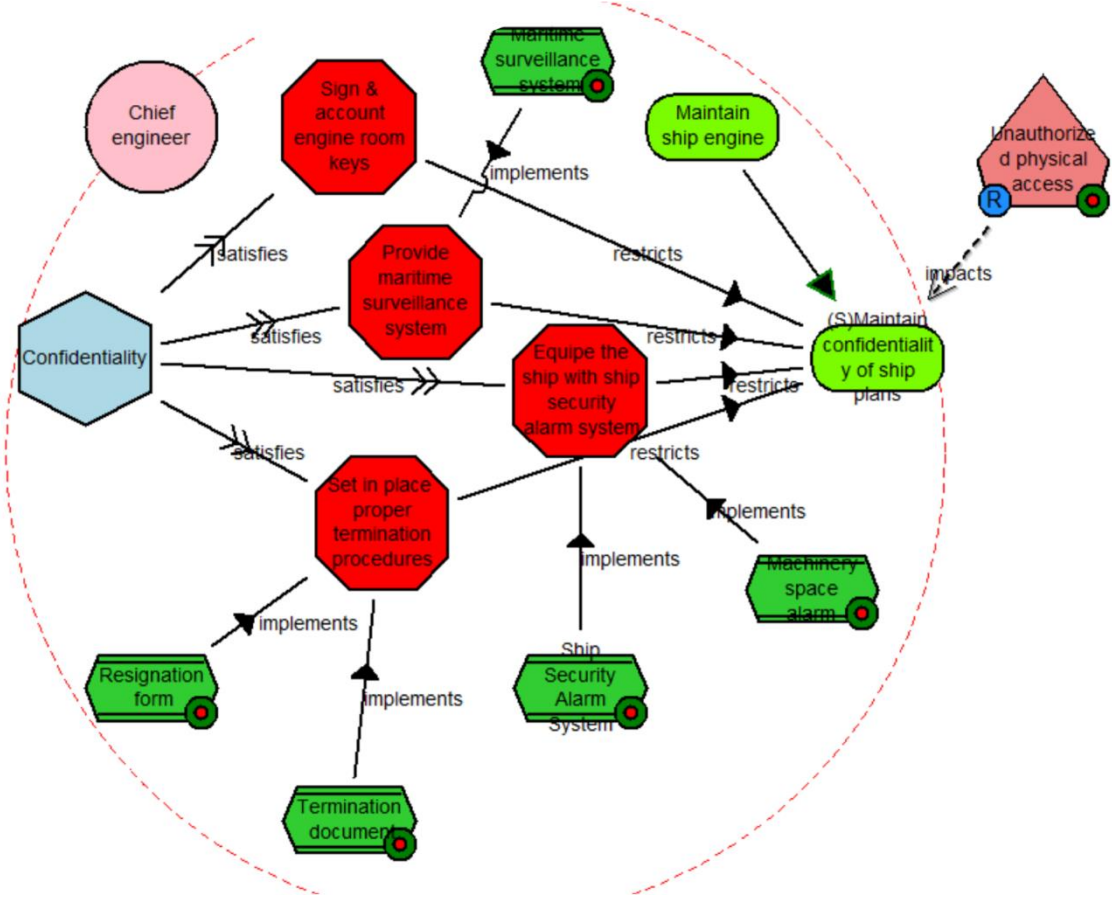 Maritime
surveillance
system
Chief
engineer
Sign &
account
engine room
keys
Maintain
ship engine
Unauthorize
d physical
access
R
implements
satisfies
restricts
impacts
Provide
maritime
surveillance
system
(S)Maintain
confidentialit
y of ship
plans
satisfies
restricts
Confidentiality
Equipe the
ship with ship
security
alarm system
satisfies
restricts
satisfies
restricts
Set in place
proper
termination
procedures
implements
implements
Machinery
space
alarm
implements
Resignation
form
Ship
Security
Alarm
System
implements
Termination
document